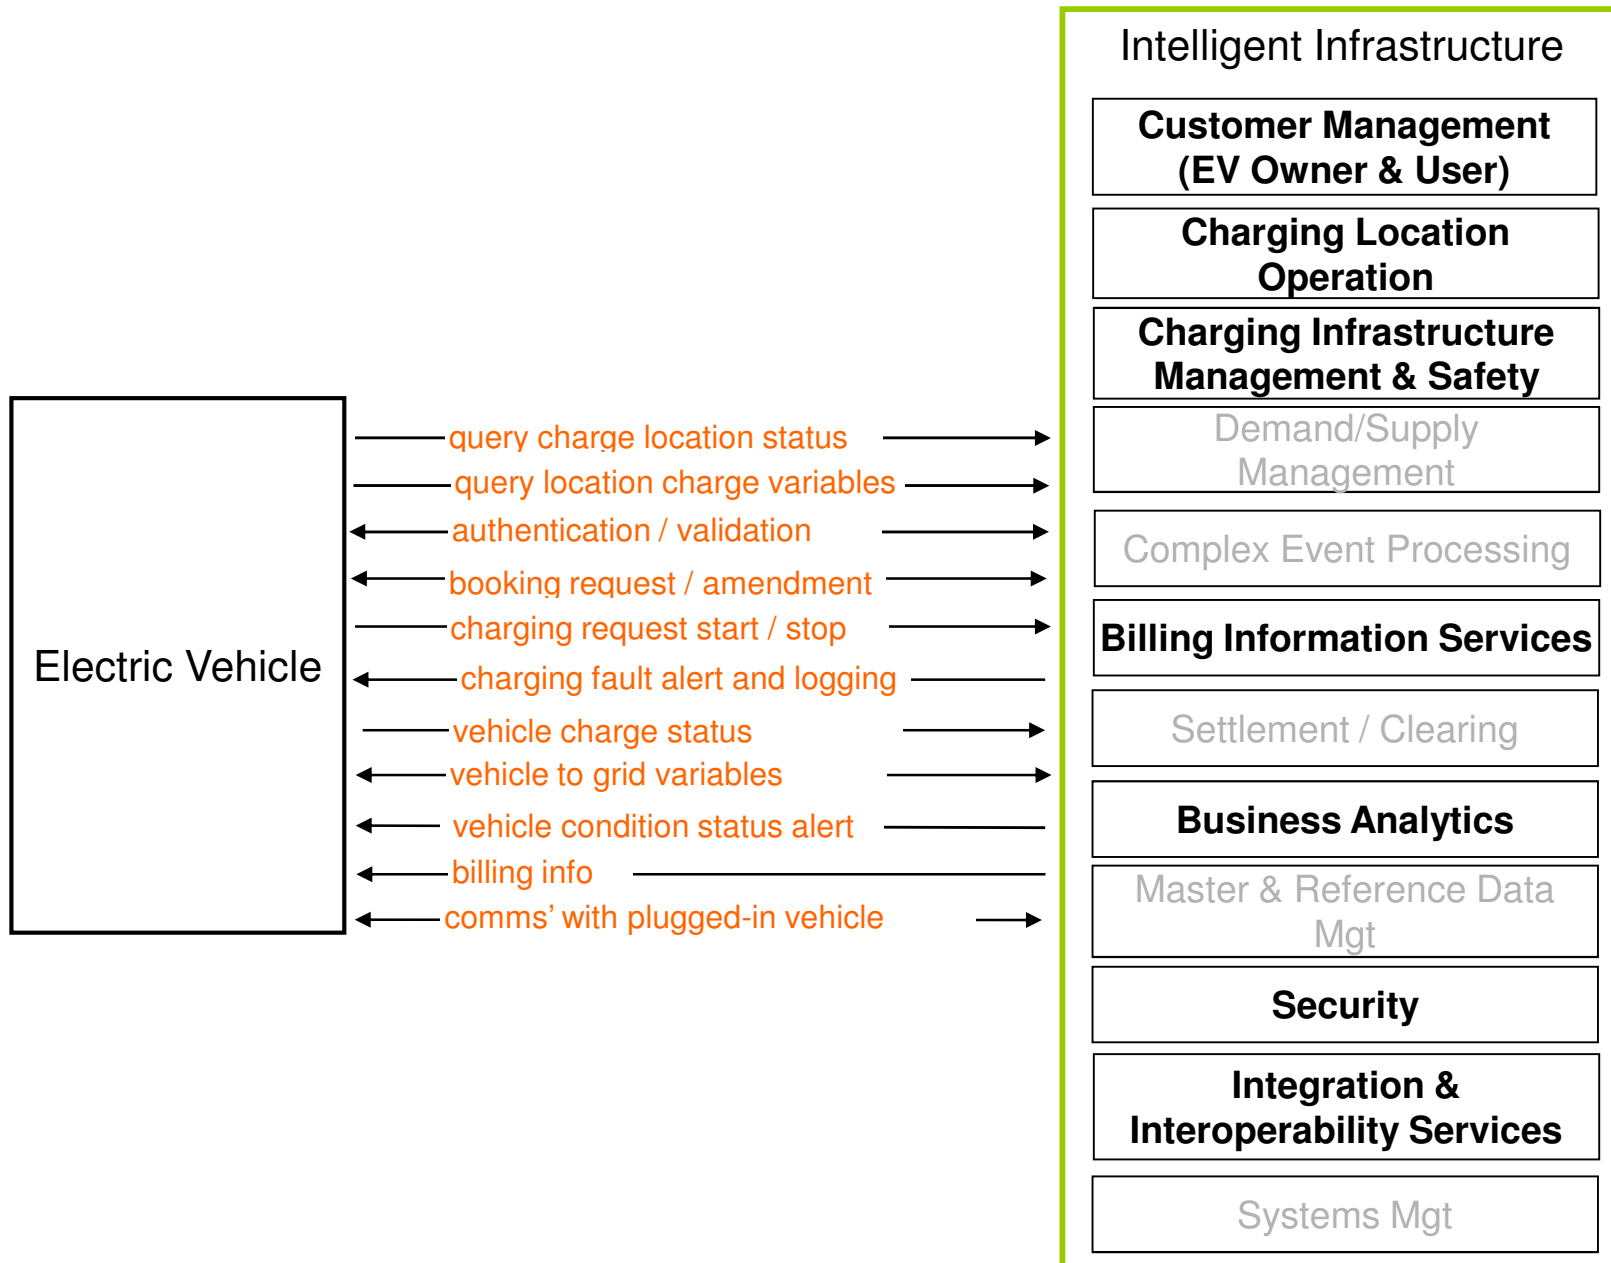 Intelligent Infrastructure
Customer Management
(EV Owner & User)
Charging Location
Operation
Charging Infrastructure
Management & Safety
Demand/Supply
Management
Complex Event Processing
Billing Information Services
Settlement / Clearing
Business Analytics
Master & Reference Data
Mgt
Security
Integration &
Interoperability Services
Systems Mgt
Electric Vehicle
query charge location status
query location charge variables
authentication / validation
booking request / amendment
charging request start / stop
charging fault alert and logging
vehicle charge status
vehicle to grid variables
vehicle condition status alert
billing info
comms’ with plugged-in vehicle